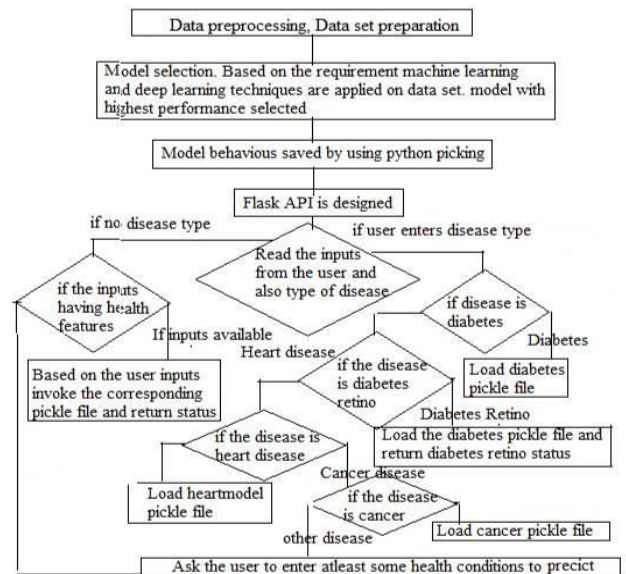 Data preprocessing, Data set preparation
Model selection. Based on the requirement machine learning
and deep learning techniques are applied on data set. model with
highest performance selected
Model behavious saved by using python picking
Flask API is designed
if no disease type
if user enters disease type
Read the inputs
from the user and
also type of disease
if the inputs
having health
features
if disease is
diabetes
If inputs available
Heart disease
Diabetes
Based on the user inputs
invoke the corresponding
pickle file and return status
if the disease
is diabetes
retino
Load diabetes
pickle file
Diabetes Retino
if the disease is
heart disease
Load the diabetes pickle file and
return diabetes retino status
Cancer disease
Load heartmodel
pickle file
if the disease
is cancer
Load cancer pickle file
other disease
Ask the user to enter atleast some health conditions to precict